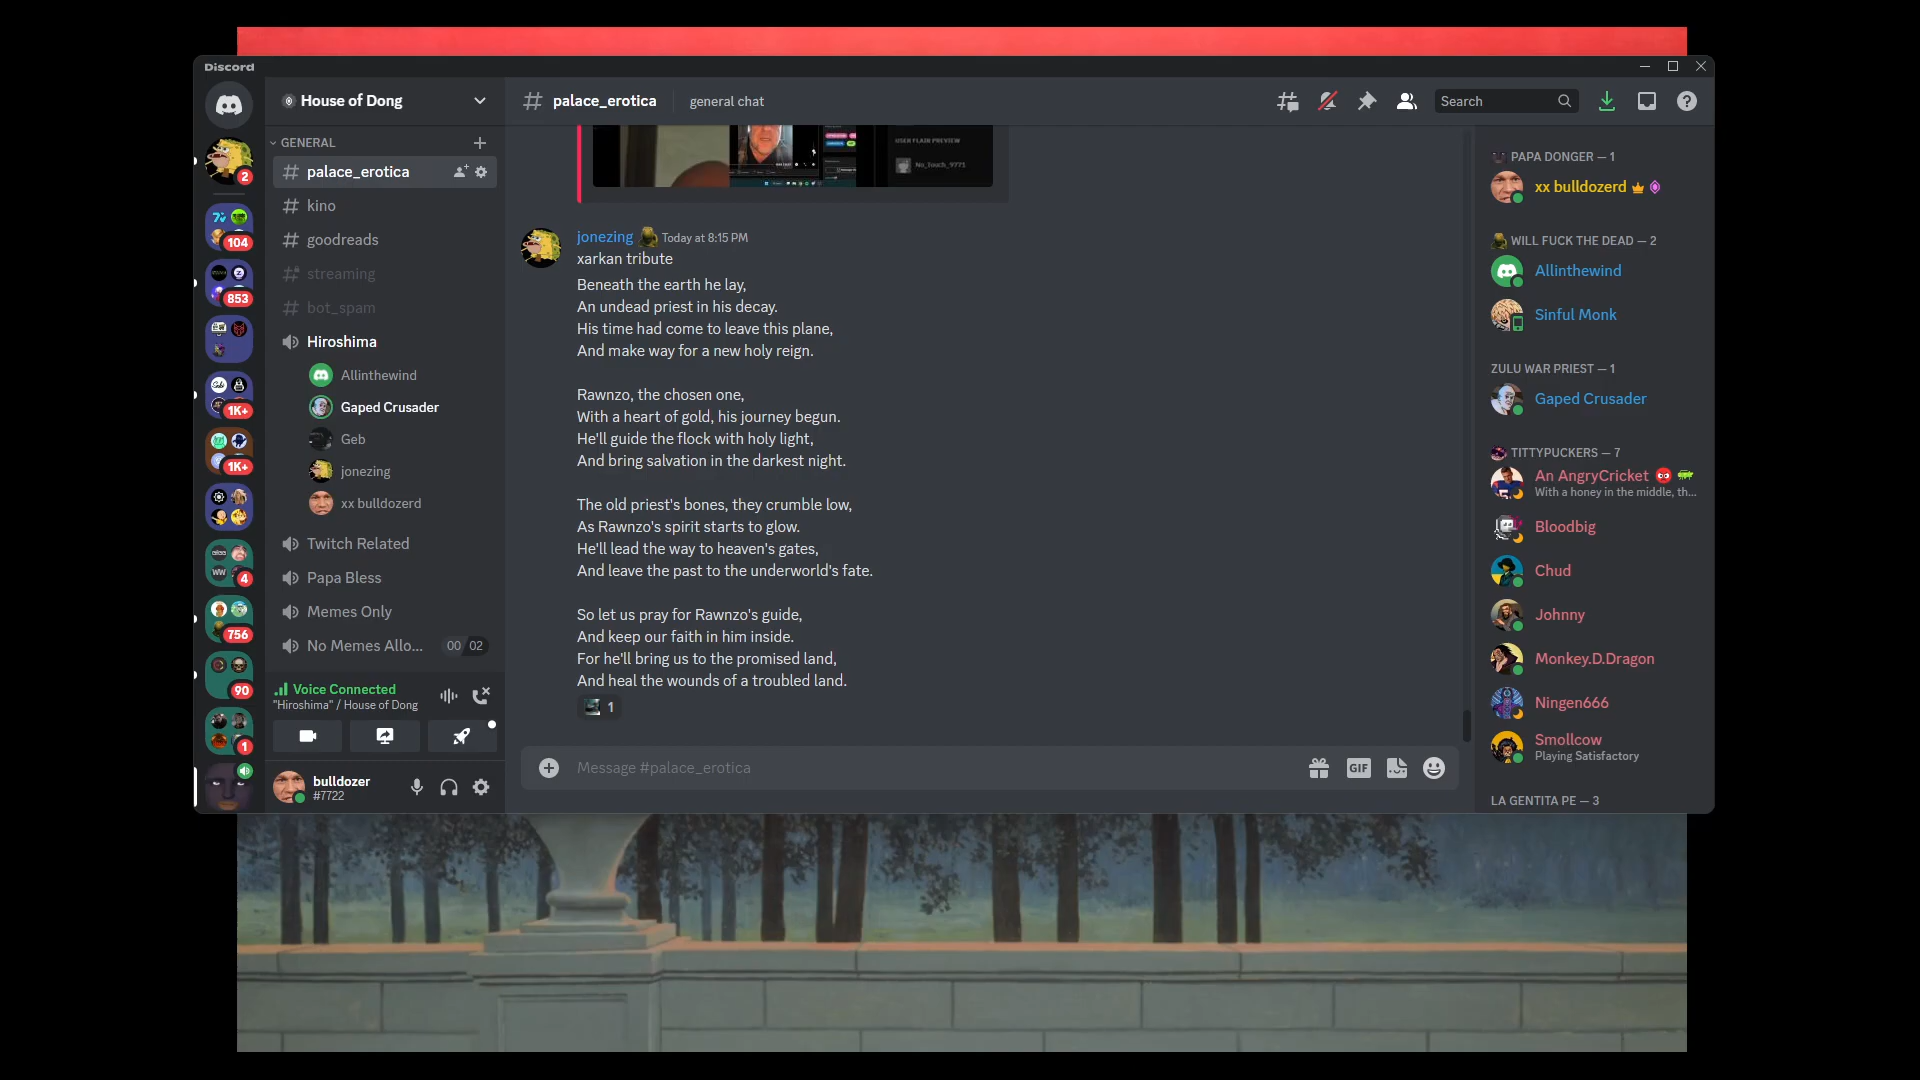 Discord
House of Dong
palace_erotica
general chat
Search
GENERAL
palace_erotica
kino
goodreads
streaming
bot_spam
Hiroshima
Allinthewind
Gaped Crusader
Geb
jonezing
xx bulldozerd
Twitch Related
Papa Bless
Memes Only
No Memes Allo...
00 02
Voice Connected
"Hiroshima" / House of Dong
bulldozer
#7722
2
104
853
1K+
1K+
4
756
90
1
USER FLAIR PREVIEW
No_Touch_9771
jonezing Today at 8:15 PM
xarkan tribute
Beneath the earth he lay,
An undead priest in his decay.
His time had come to leave this plane,
And make way for a new holy reign.
Rawnzo, the chosen one,
With a heart of gold, his journey begun.
He'll guide the flock with holy light,
And bring salvation in the darkest night.
The old priest's bones, they crumble low,
As Rawnzo's spirit starts to glow.
He'll lead the way to heaven's gates,
And leave the past to the underworld's fate.
So let us pray for Rawnzo's guide,
And keep our faith in him inside.
For he'll bring us to the promised land,
And heal the wounds of a troubled land.
1
Message #palace_erotica
GIF
PAPA DONGER — 1
xx bulldozerd
WILL FUCK THE DEAD — 2
Allinthewind
Sinful Monk
ZULU WAR PRIEST — 1
Gaped Crusader
TITTYPUCKERS — 7
An AngryCricket
With a honey in the middle, th...
Bloodbig
Chud
Johnny
Monkey.D.Dragon
Ningen666
Smollcow
Playing Satisfactory
LA GENTITA PE — 3